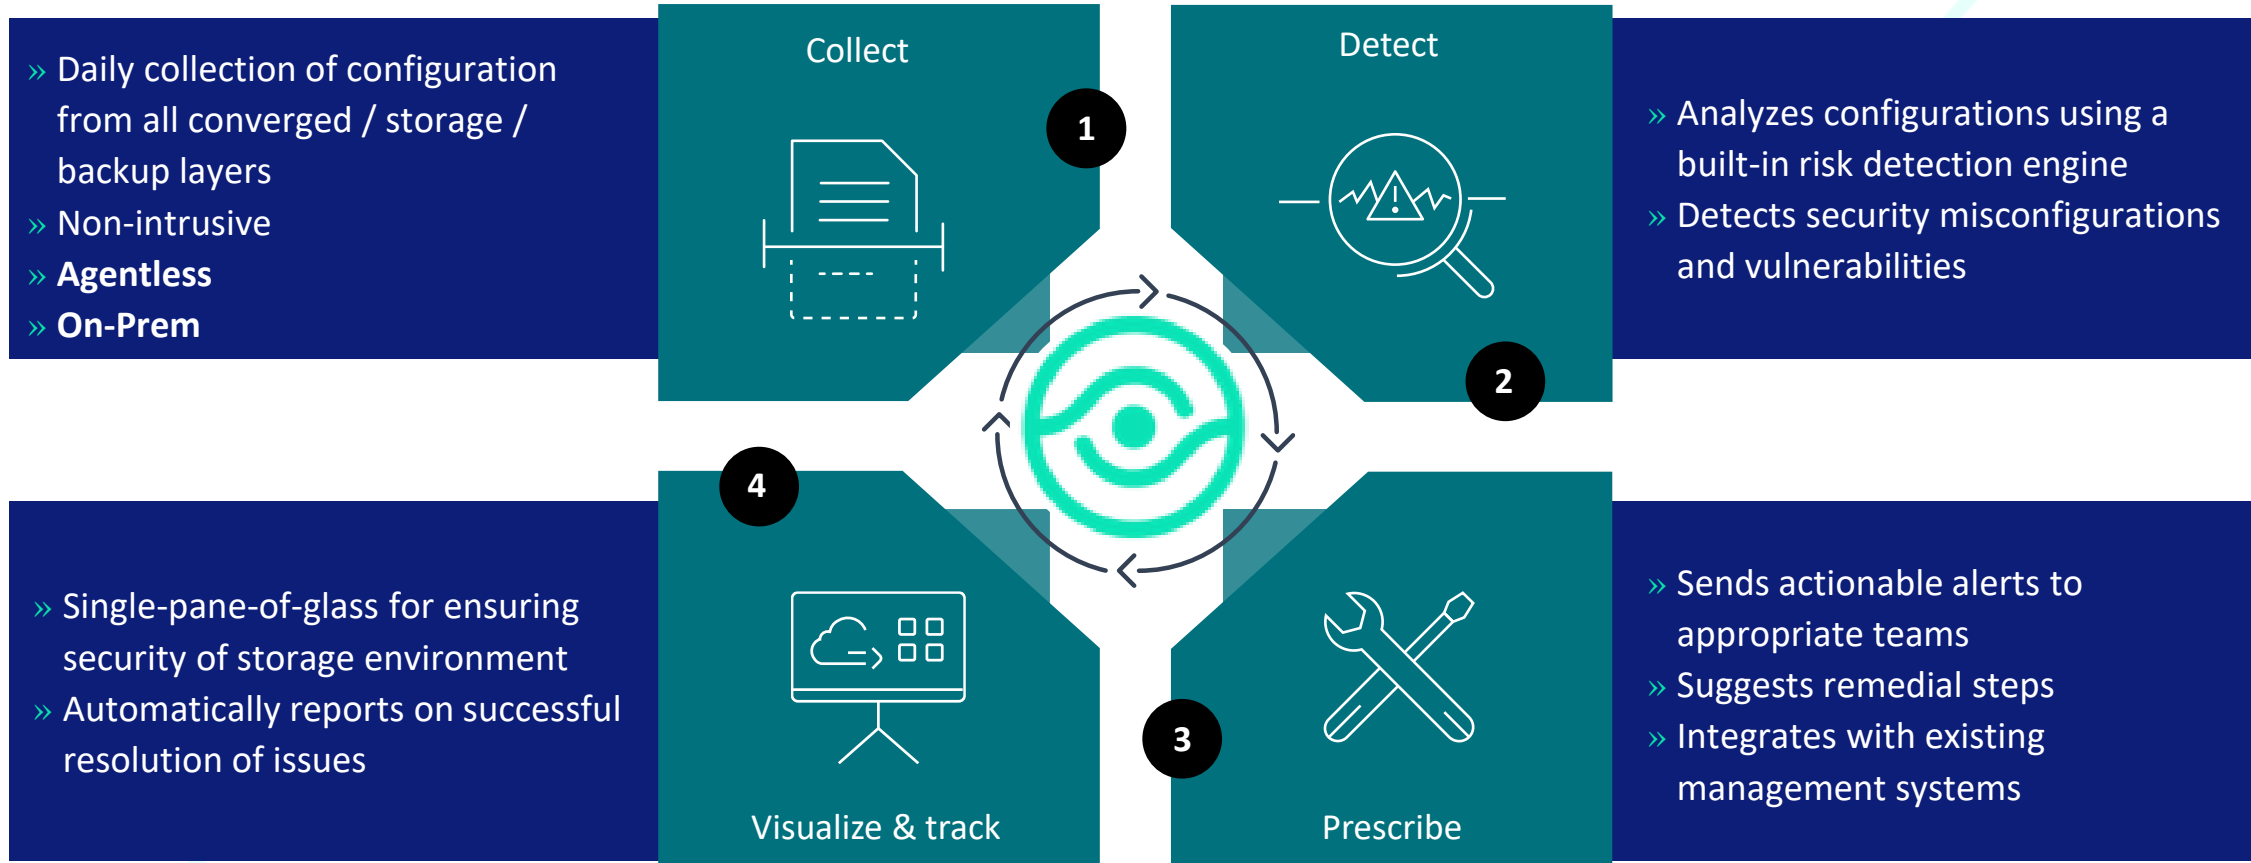 Collect
1
» Daily collection of configuration
from all converged / storage /
backup layers
» Non-intrusive
» Agentless
» On-Prem
Detect
2
» Analyzes configurations using a
built-in risk detection engine
» Detects security misconfigurations
and vulnerabilities
3
Prescribe
» Sends actionable alerts to
appropriate teams
» Suggests remedial steps
» Integrates with existing
management systems
4
Visualize & track
» Single-pane-of-glass for ensuring
security of storage environment
» Automatically reports on successful
resolution of issues